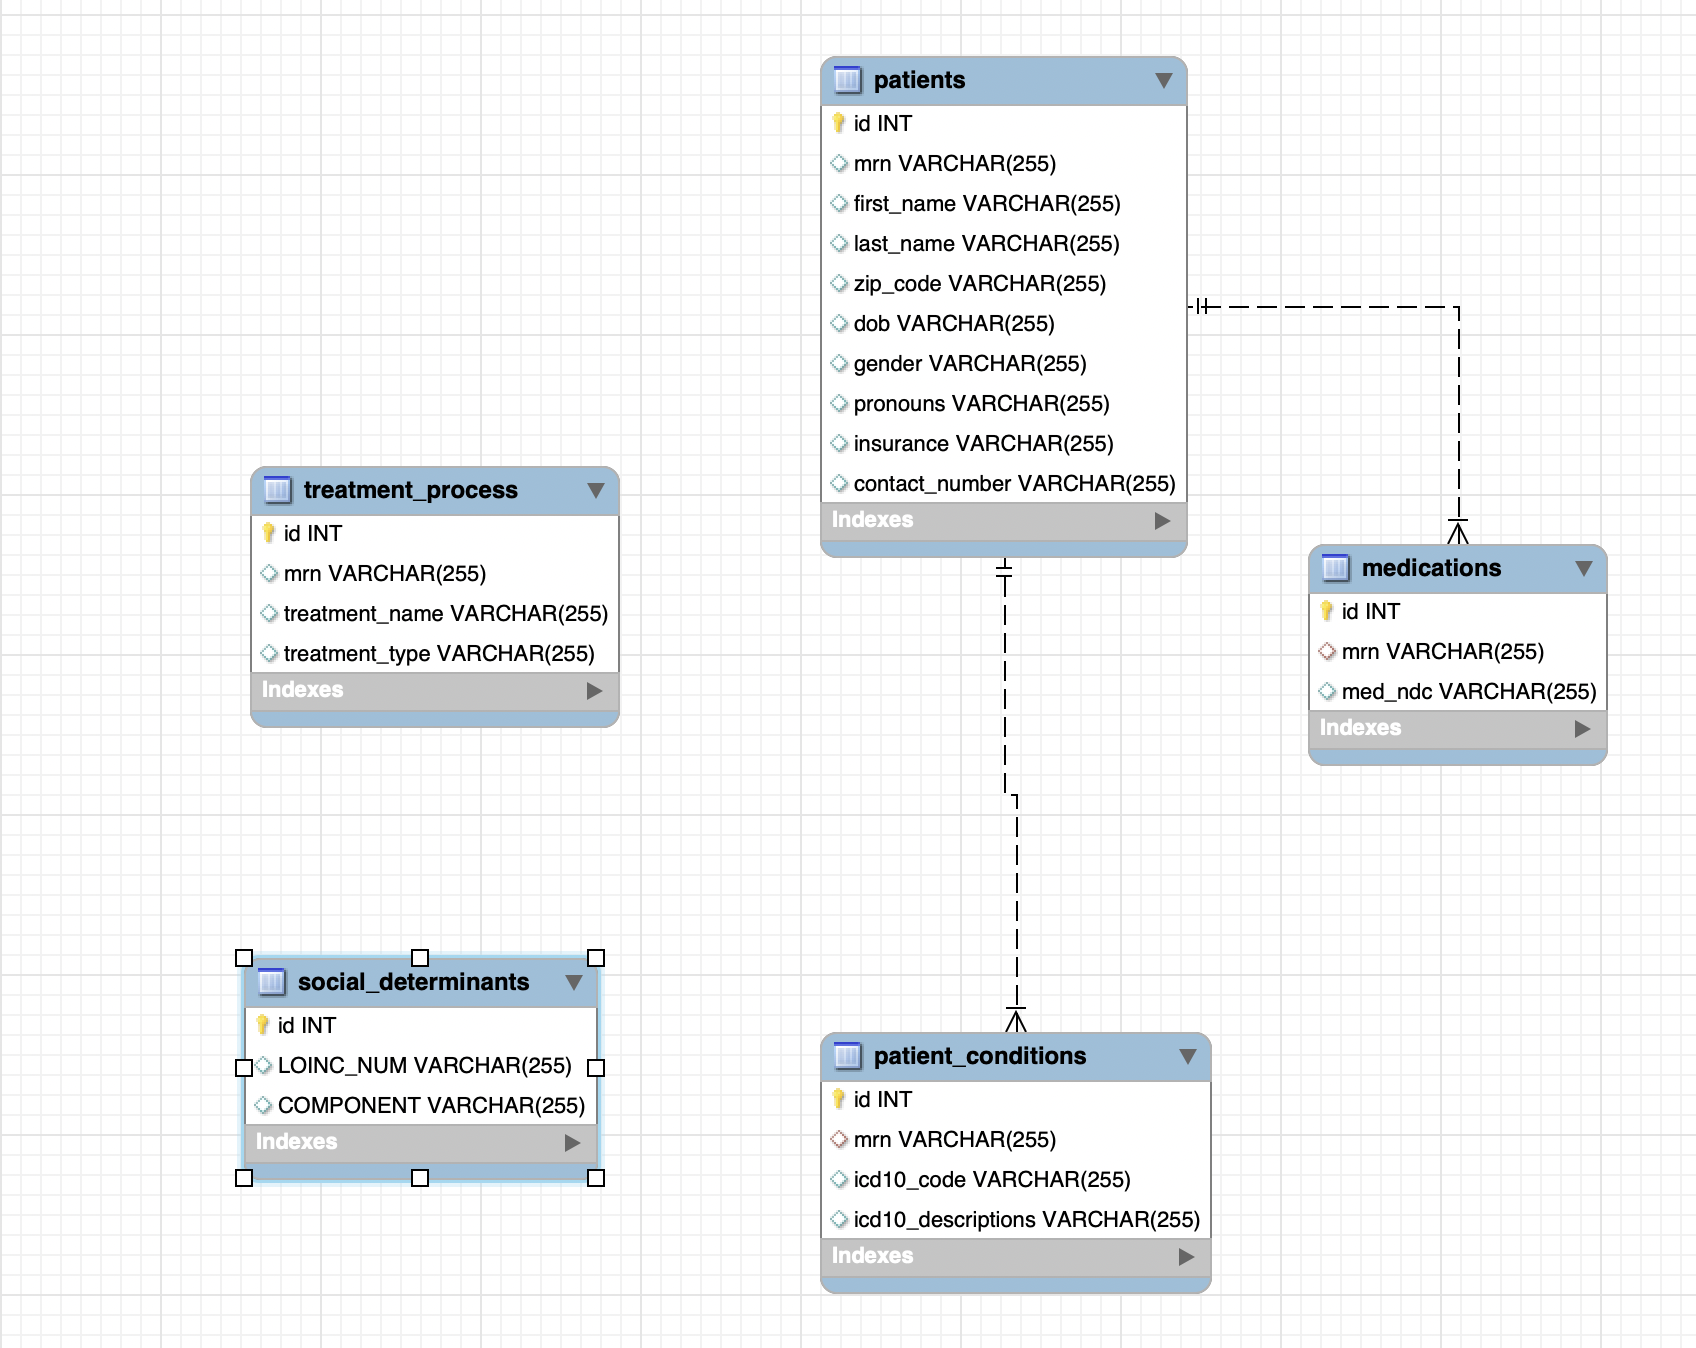 patients
id INT
mrn VARCHAR(255)
first_name VARCHAR(255)
last_name VARCHAR(255)
zip_code VARCHAR(255)
dob VARCHAR(255)
gender VARCHAR(255)
pronouns VARCHAR(255)
insurance VARCHAR(255)
contact_number VARCHAR(255)
Indexes
treatment_process
id INT
mrn VARCHAR(255)
treatment_name VARCHAR(255)
treatment_type VARCHAR(255)
Indexes
medications
id INT
mrn VARCHAR(255)
med_ndc VARCHAR(255)
Indexes
social_determinants
id INT
LOINC_NUM VARCHAR(255)
COMPONENT VARCHAR(255)
Indexes
patient_conditions
id INT
mrn VARCHAR(255)
icd10_code VARCHAR(255)
icd10_descriptions VARCHAR(255)
Indexes